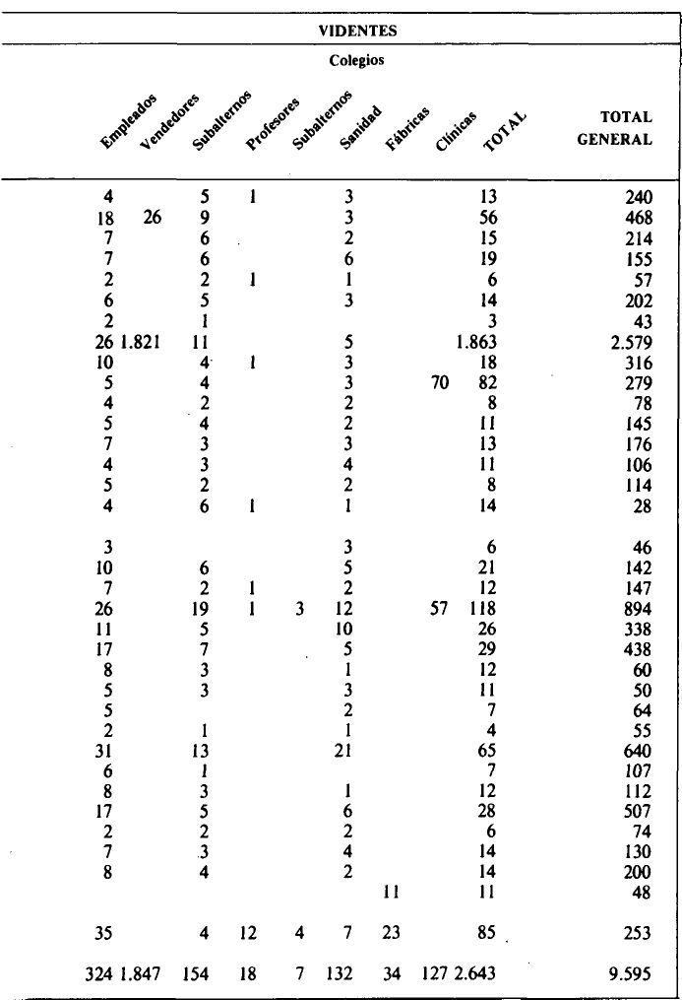 VIDENTES
Colegios
Empleados Vendedores Subalternos Profesores Subalternos Sanidad Fábricas Clínicas TOTAL TOTAL GENERAL
4 5 1 3 13 240
18 26 9 3 56 468
7 6 2 15 214
7 6 6 19 155
2 2 1 1 6 57
6 5 3 14 202
2 1 3 43
26 1.821 11 5 1.863 2.579
10 4 1 3 18 316
5 4 3 70 82 279
4 2 2 8 78
5 4 2 11 145
7 3 3 13 176
4 3 4 11 106
5 2 2 8 114
4 6 1 1 14 28
3 3 6 46
10 6 5 21 142
7 2 1 2 12 147
26 19 1 3 12 57 118 894
11 5 10 26 338
17 7 5 29 438
8 3 1 12 60
5 3 3 11 50
5 2 7 64
2 1 1 4 55
31 13 21 65 640
6 1 7 107
8 3 1 12 112
17 5 6 28 507
2 2 2 6 74
7 3 4 14 130
8 4 2 14 200
11 11 48
35 4 12 4 7 23 85 253
324 1.847 154 18 7 132 34 127 2.643 9.595